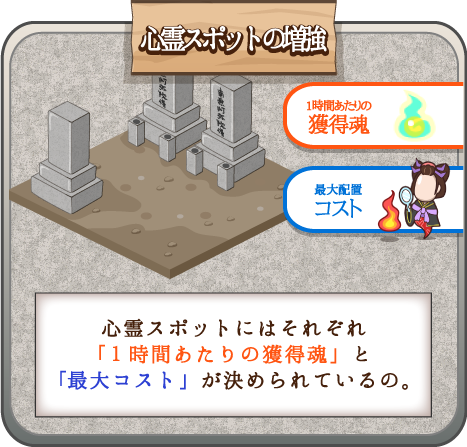 心霊スポットの増強
1時間あたりの
獲得魂
最大配置
コスト
心霊スポットにはそれぞれ
「1時間あたりの獲得魂」と
「最大コスト」が決められているの。